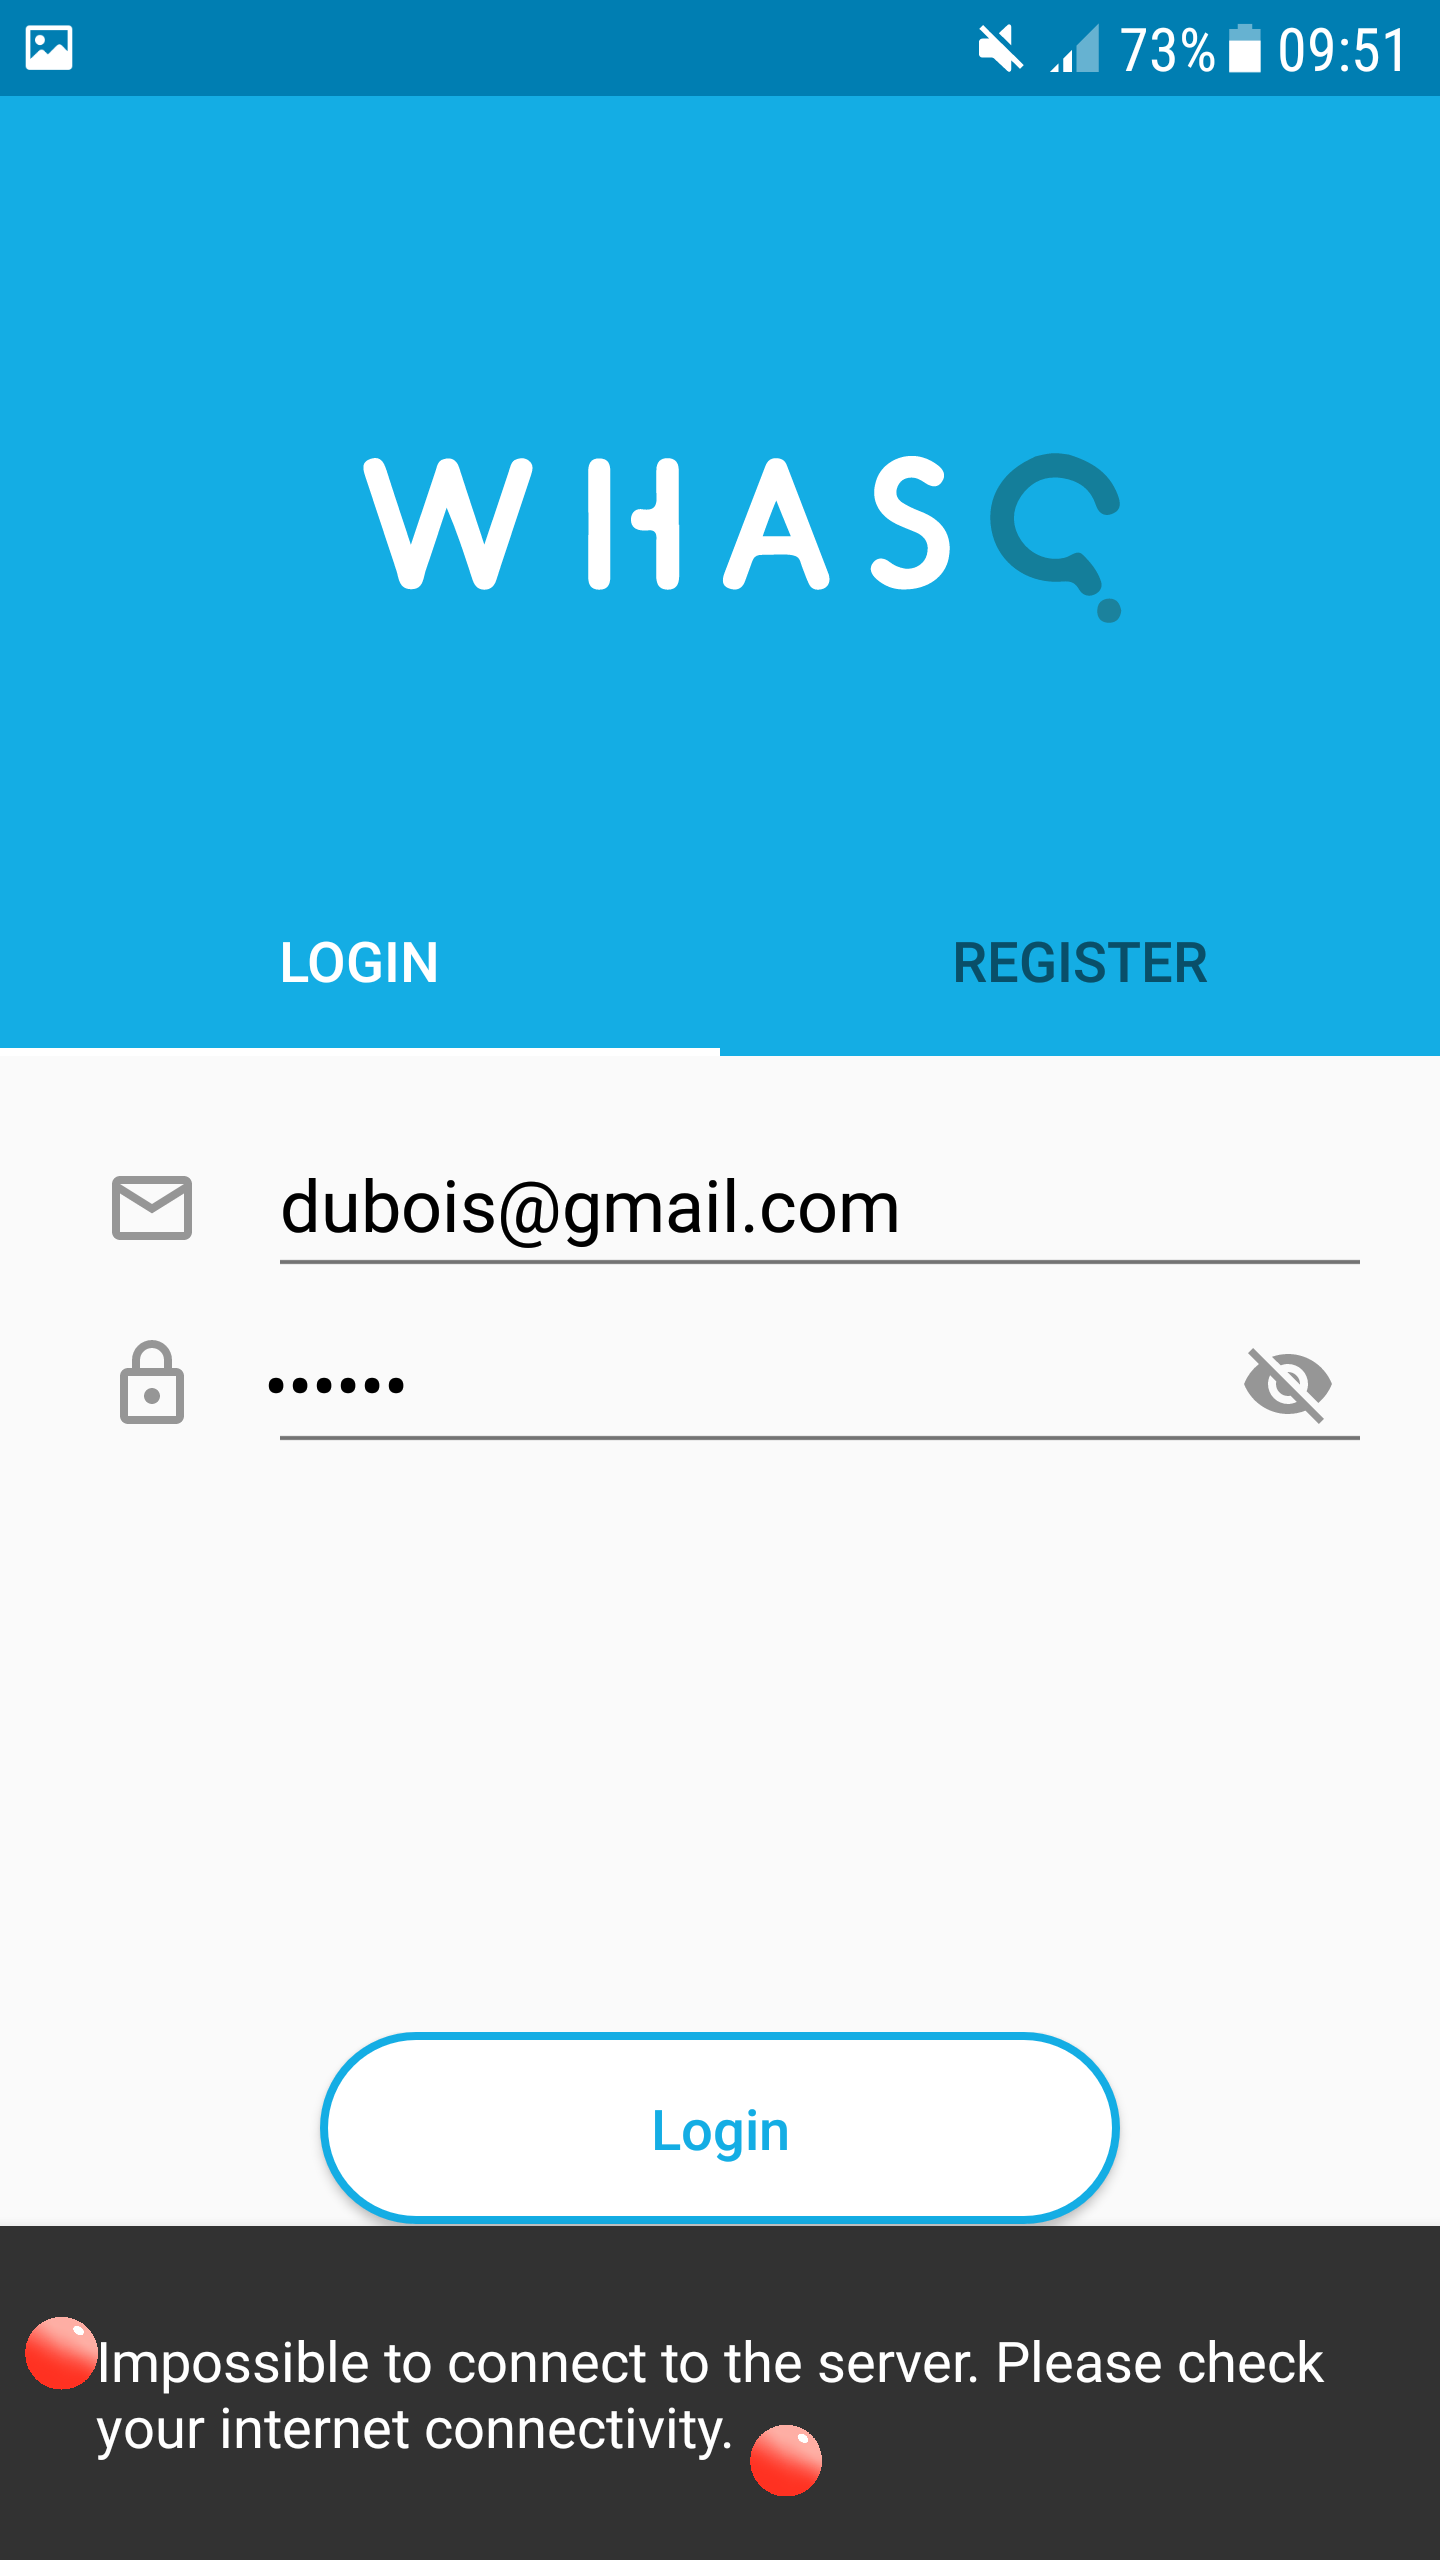 73% 09:51
WHASQ
LOGIN
REGISTER
dubois@gmail.com
••••••
Login
Impossible to connect to the server. Please check
your internet connectivity.